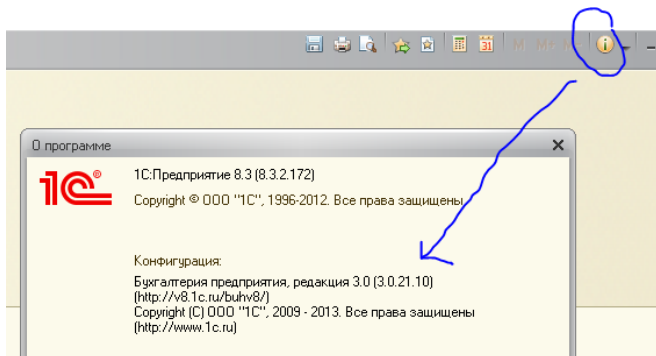 31
M M+ M-
О программе
1С®
1С:Предприятие 8.3 (8.3.2.172)
Copyright © ООО "1С", 1996-2012. Все права защищены
Конфигурация:
Бухгалтерия предприятия, редакция 3.0 (3.0.21.10)
(http://v8.1c.ru/buhv8/)
Copyright (C) ООО "1С", 2009 - 2013. Все права защищены
(http://www.1c.ru)